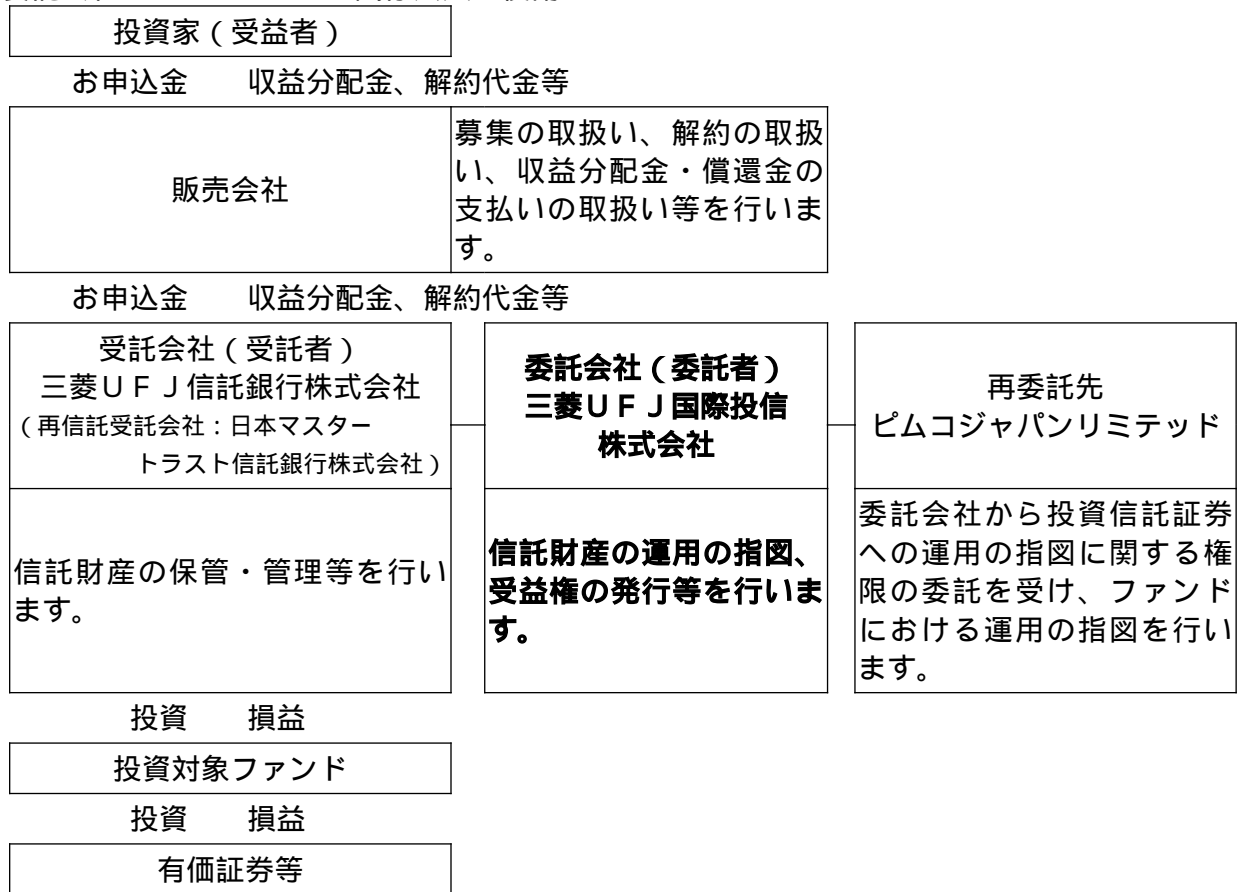 投資家（受益者）
お申込金　収益分配金、解約代金等
販売会社
募集の取扱い、解約の取扱
い、収益分配金・償還金の
支払いの取扱い等を行いま
す。
お申込金　収益分配金、解約代金等
受託会社（受託者）
三菱ＵＦＪ信託銀行株式会社
（再信託受託会社：日本マスター
トラスト信託銀行株式会社）
委託会社（委託者）
三菱ＵＦＪ国際投信
株式会社
再委託先
ピムコジャパンリミテッド
信託財産の保管・管理等を行い
ます。
信託財産の運用の指図、
受益権の発行等を行いま
す。
委託会社から投資信託証券
への運用の指図に関する権
限の委託を受け、ファンド
における運用の指図を行い
ます。
投資　損益
投資対象ファンド
投資　損益
有価証券等